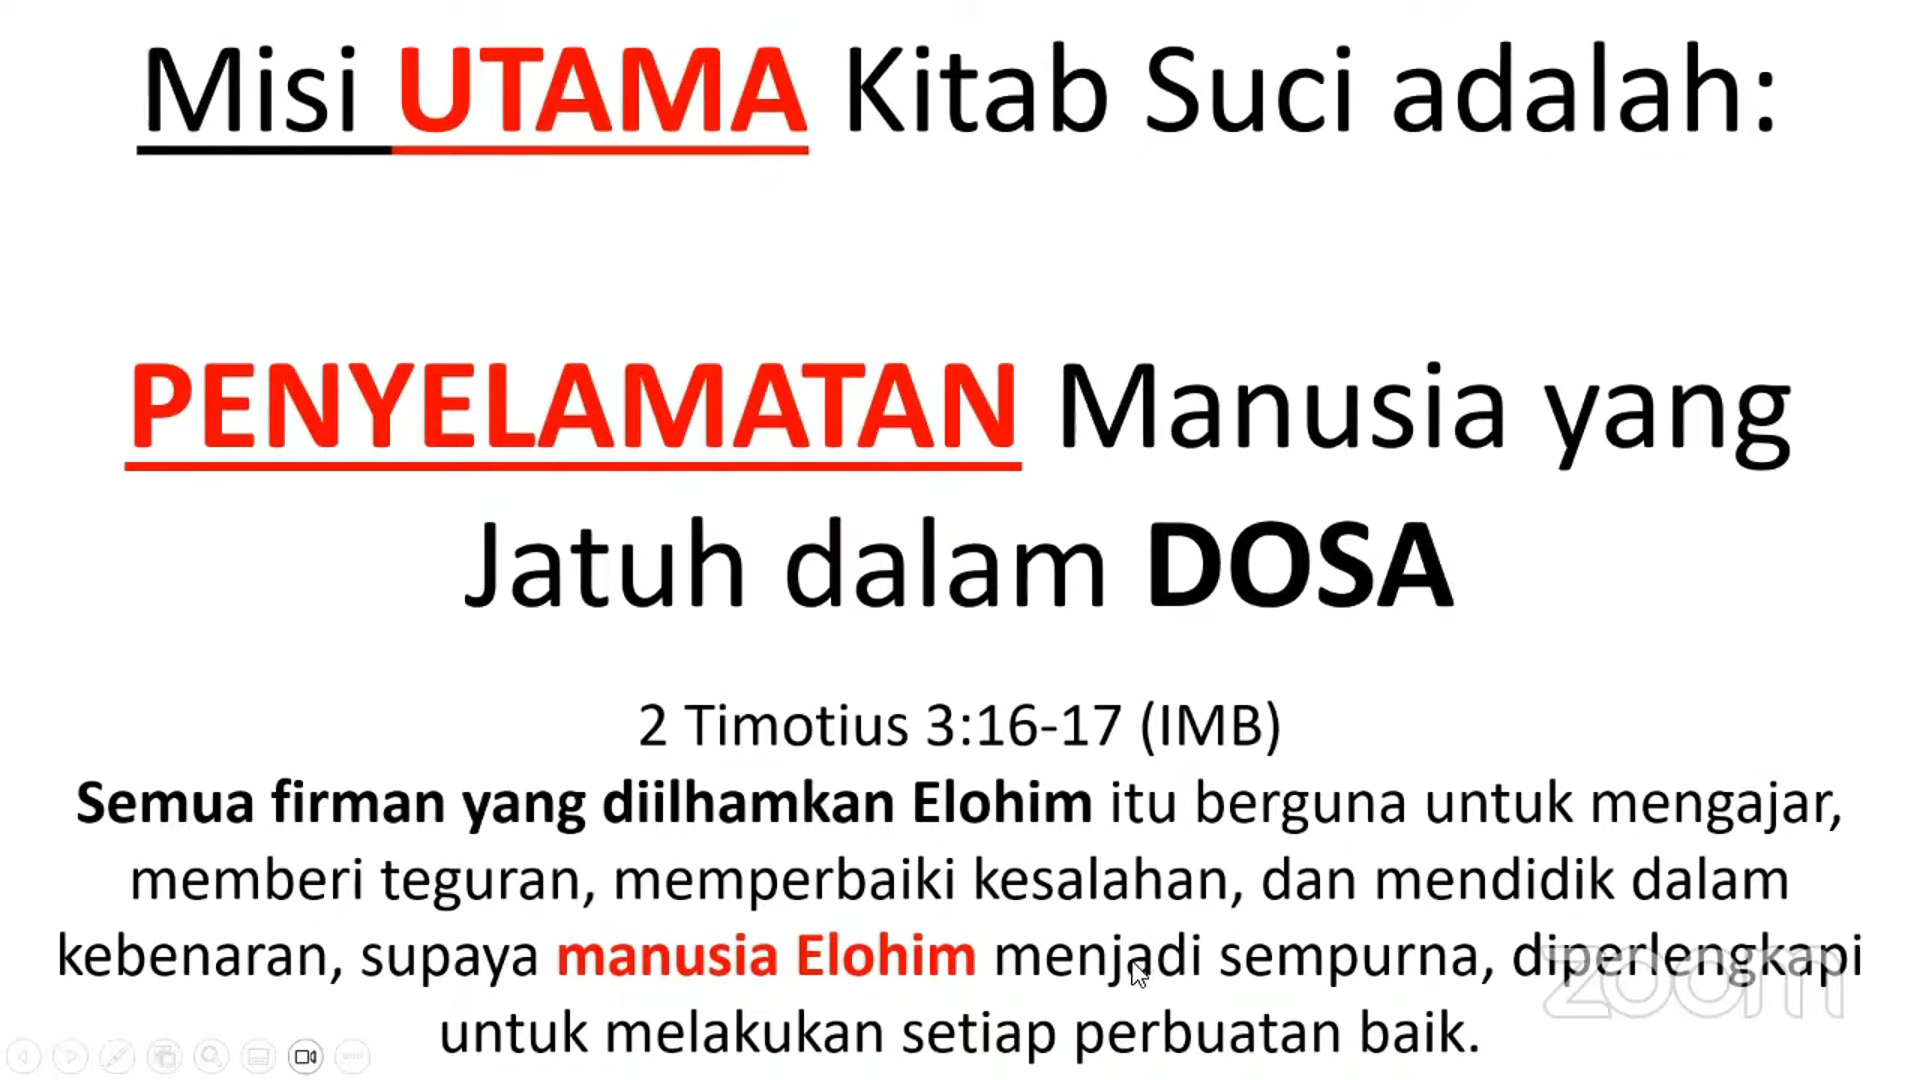 Misi UTAMA Kitab Suci adalah:
PENYELAMATAN Manusia yang
Jatuh dalam DOSA
2 Timotius 3:16-17 (IMB)
Semua firman yang diilhamkan Elohim itu berguna untuk mengajar,
memberi teguran, memperbaiki kesalahan, dan mendidik dalam
kebenaran, supaya manusia Elohim menjadi sempurna, diperlengkapi
untuk melakukan setiap perbuatan baik.
zoom